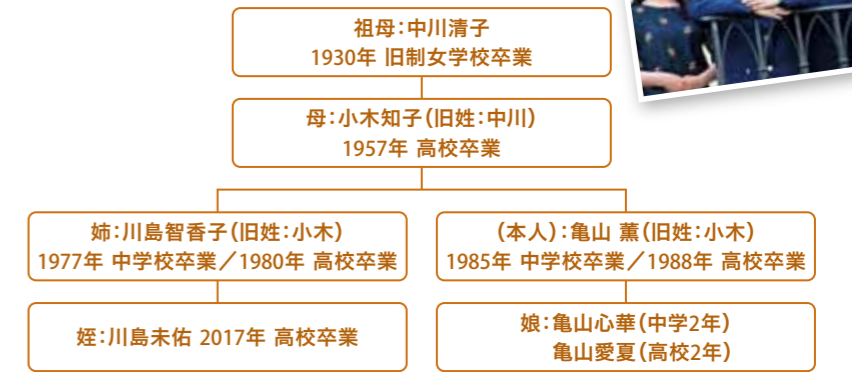 祖母：中川清子
1930年 旧制女学校卒業
母：小木知子（旧姓：中川）
1957年 高校卒業
姉：川島智香子（旧姓：小木）
1977年 中学校卒業／1980年 高校卒業
（本人）：亀山 薫（旧姓：小木）
1985年 中学校卒業／1988年 高校卒業
姪：川島未佑 2017年 高校卒業
娘：亀山心華（中学2年）
亀山愛夏（高校2年）